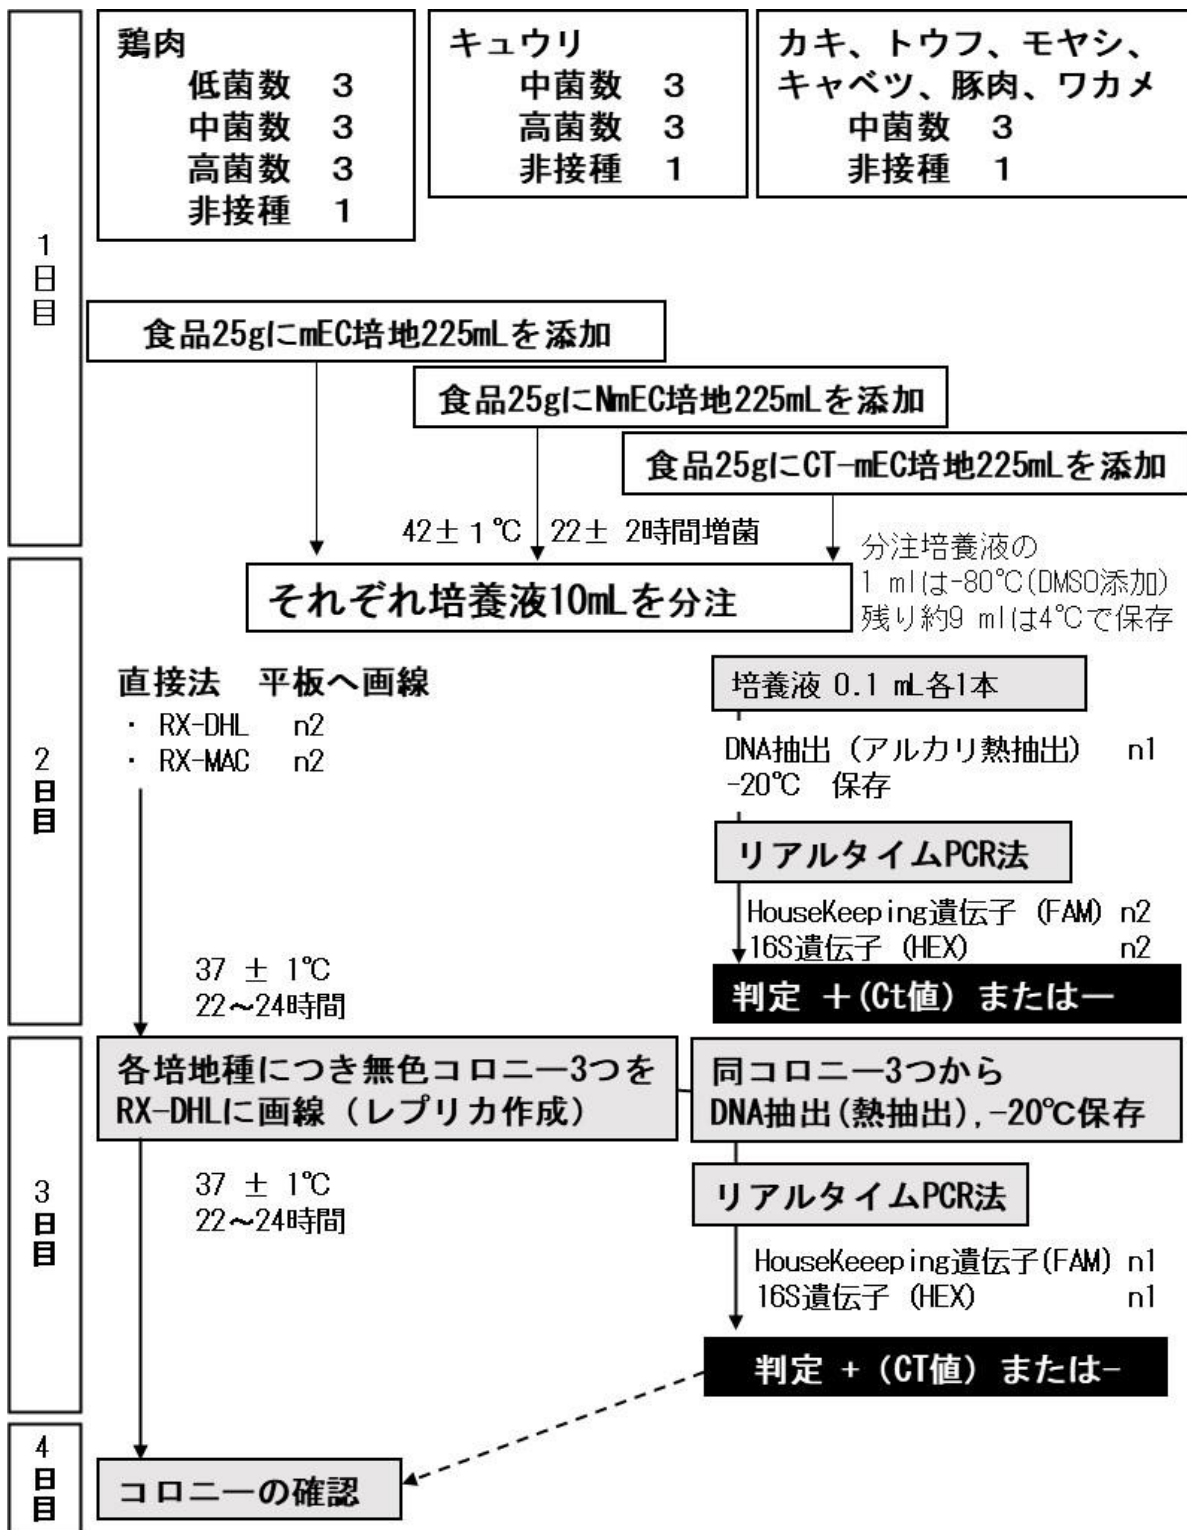 1日目
鶏肉
低菌数 3
中菌数 3
高菌数 3
非接種 1
キュウリ
中菌数 3
高菌数 3
非接種 1
カキ、トウフ、モヤシ、
キャベツ、豚肉、ワカメ
中菌数 3
非接種 1
食品25gにmEC培地225mLを添加
食品25gにNmEC培地225mLを添加
食品25gにCT-mEC培地225mLを添加
42± 1℃ 22± 2時間増菌
2日目
それぞれ培養液10mLを分注
分注培養液の
1 mlは-80℃(DMSO添加)
残り約9 mlは4℃で保存
直接法 平板へ画線
・ RX-DHL n2
・ RX-MAC n2
37 ± 1℃
22～24時間
培養液 0.1 mL各1本
DNA抽出（アルカリ熱抽出） n1
-20℃ 保存
リアルタイムPCR法
HouseKeeping遺伝子 (FAM) n2
16S遺伝子 (HEX) n2
判定 ＋(Ct値) または―
3日目
各培地種につき無色コロニー3つを
RX-DHLに画線（レプリカ作成）
同コロニー3つから
DNA抽出(熱抽出),-20℃保存
37 ± 1℃
22～24時間
リアルタイムPCR法
HouseKeeeping遺伝子(FAM) n1
16S遺伝子 (HEX) n1
判定 + (CT値) または-
4日目
コロニーの確認